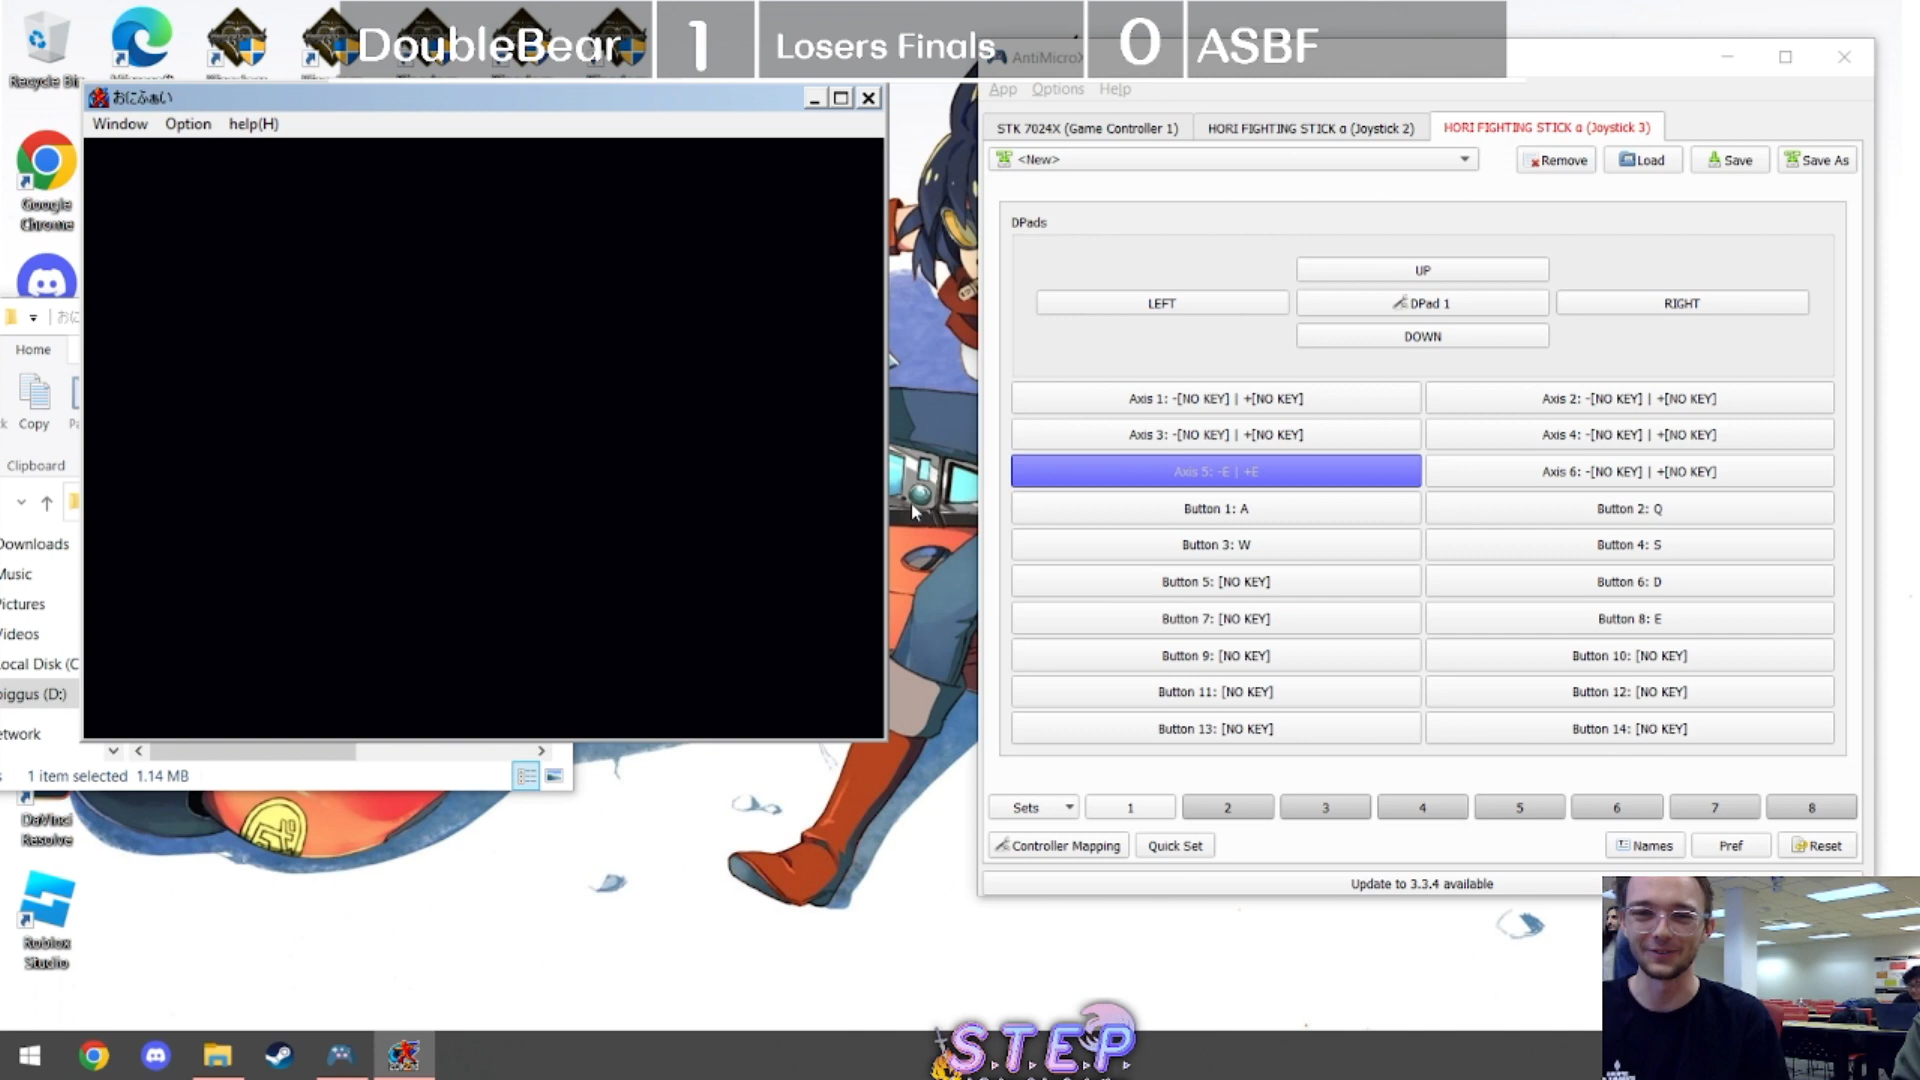 DoubleBear 1 Losers Finals 0 ASBF
Recycle Bin
AntiMicroX
おにふぁい
Window Option help(H)
App Options Help
STK 7024X (Game Controller 1) HORI FIGHTING STICK α (Joystick 2) HORI FIGHTING STICK α (Joystick 3)
<New> Remove Load Save Save As
DPads
UP
LEFT DPad 1 RIGHT
DOWN
Axis 1: -[NO KEY] | +[NO KEY] Axis 2: -[NO KEY] | +[NO KEY]
Axis 3: -[NO KEY] | +[NO KEY] Axis 4: -[NO KEY] | +[NO KEY]
Axis 5: -E | +E Axis 6: -[NO KEY] | +[NO KEY]
Button 1: A Button 2: Q
Button 3: W Button 4: S
Button 5: [NO KEY] Button 6: D
Button 7: [NO KEY] Button 8: E
Button 9: [NO KEY] Button 10: [NO KEY]
Button 11: [NO KEY] Button 12: [NO KEY]
Button 13: [NO KEY] Button 14: [NO KEY]
Sets 1 2 3 4 5 6 7 8
Controller Mapping Quick Set Names Pref Reset
Update to 3.3.4 available
Google
Chrome
Home
Copy
Clipboard
Downloads
Music
Pictures
Videos
Local Disk (C
biggus (D:)
etwork
1 item selected 1.14 MB
DaVinci
Resolve
Roblox
Studio
S.T.E.P.